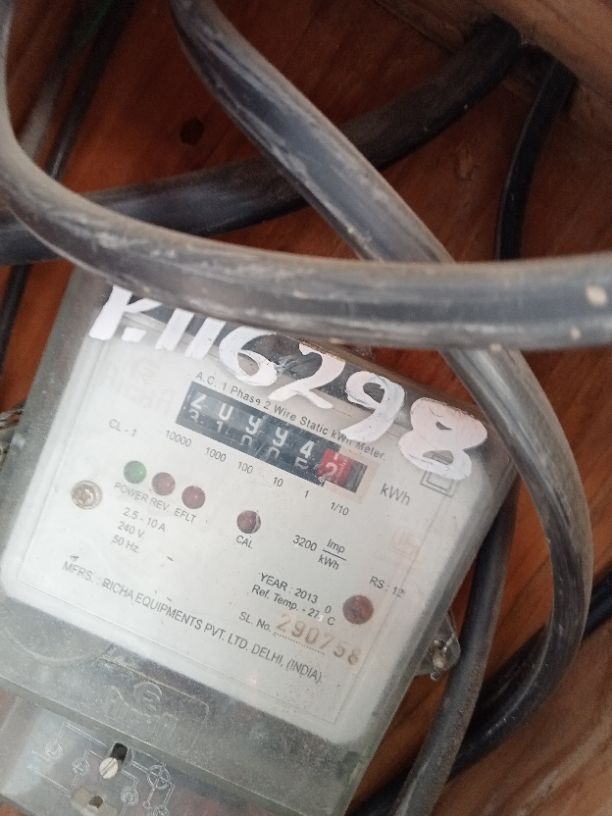 P.116298
A.C. 1 Phase 2 Wire Static kWh Meter.
CL - 1
10000 1000 100 10 1 1/10
kWh
POWER REV. EFLT
CAL
3200 Imp
kWh
2.5 - 10 A
240 V
50 Hz
YEAR : 2013
RS : 12
Ref. Temp. - 27 0 C
SL. No. 290758
MFRS. : RICHA EQUIPMENTS PVT. LTD. DELHI, (INDIA)